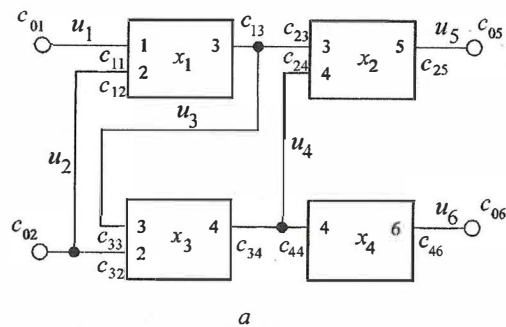 c01 u1 c11 1 3 c13 c23 3 5 u5 c05
c12 2 x1 c24 4 x2 c25
u3
u2 u4
c02 c33 3 4 c34 c44 4 6 u6 c06
c32 2 x3 x4 c46
a